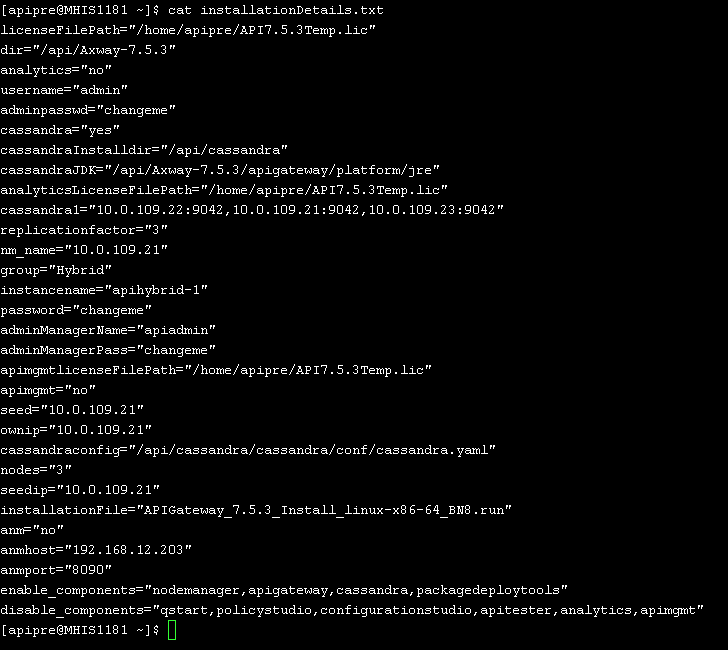 [apipre@MHIS1181 ~]$ cat installationDetails.txt
licenseFilePath="/home/apipre/API7.5.3Temp.lic"
dir="/api/Axway-7.5.3"
analytics="no"
username="admin"
adminpasswd="changeme"
cassandra="yes"
cassandraInstalldir="/api/cassandra"
cassandraJDK="/api/Axway-7.5.3/apigateway/platform/jre"
analyticsLicenseFilePath="/home/apipre/API7.5.3Temp.lic"
cassandra1="10.0.109.22:9042,10.0.109.21:9042,10.0.109.23:9042"
replicationfactor="3"
nm_name="10.0.109.21"
group="Hybrid"
instancename="apihybrid-1"
password="changeme"
adminManagerName="apiadmin"
adminManagerPass="changeme"
apimgmtlicenseFilePath="/home/apipre/API7.5.3Temp.lic"
apimgmt="no"
seed="10.0.109.21"
ownip="10.0.109.21"
cassandraconfig="/api/cassandra/cassandra/conf/cassandra.yaml"
nodes="3"
seedip="10.0.109.21"
installationFile="APIGateway_7.5.3_Install_linux-x86-64_BN8.run"
anm="no"
anmhost="192.168.12.203"
anmport="8090"
enable_components="nodemanager,apigateway,cassandra,packagedeploytools"
disable_components="qstart,policystudio,configurationstudio,apitester,analytics,apimgmt"
[apipre@MHIS1181 ~]$